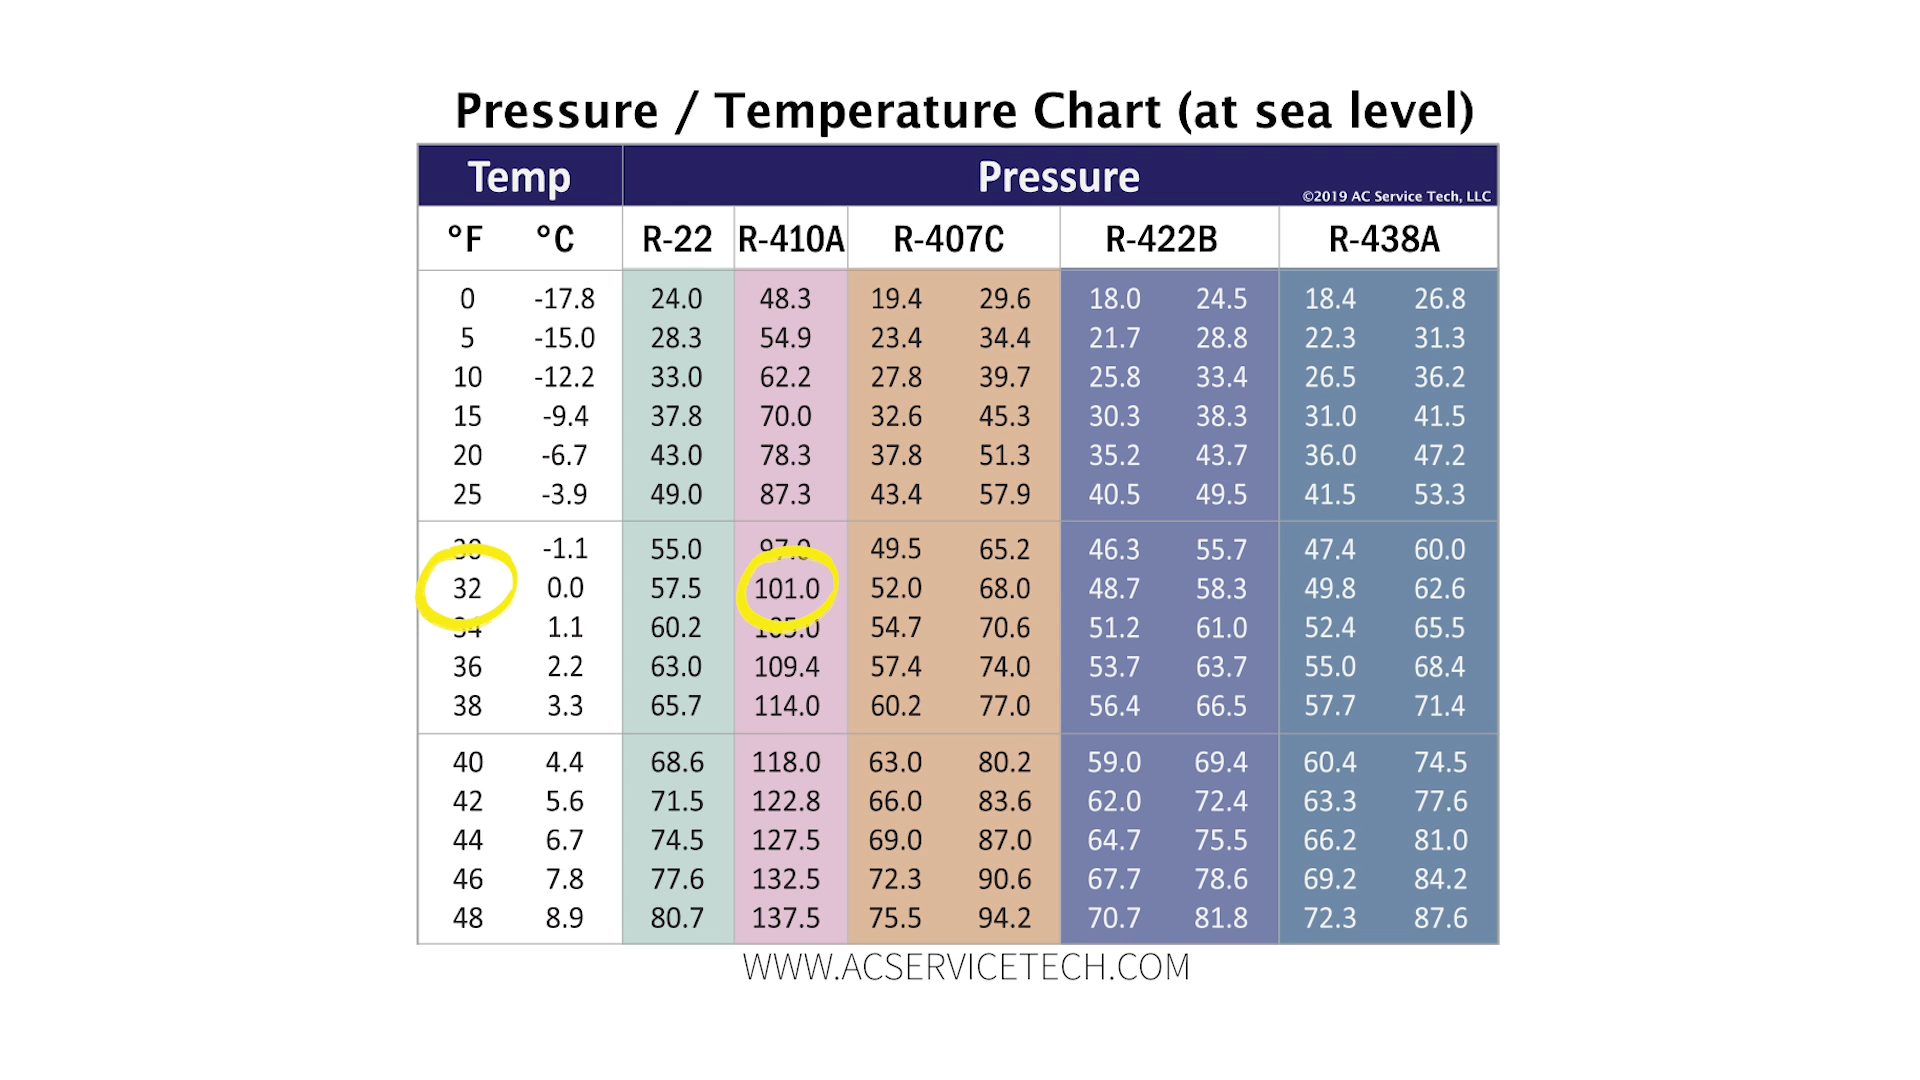 Pressure / Temperature Chart (at sea level)
Temp Pressure
©2019 AC Service Tech, LLC
°F °C R-22 R-410A R-407C R-422B R-438A
0 -17.8 24.0 48.3 19.4 29.6 18.0 24.5 18.4 26.8
5 -15.0 28.3 54.9 23.4 34.4 21.7 28.8 22.3 31.3
10 -12.2 33.0 62.2 27.8 39.7 25.8 33.4 26.5 36.2
15 -9.4 37.8 70.0 32.6 45.3 30.3 38.3 31.0 41.5
20 -6.7 43.0 78.3 37.8 51.3 35.2 43.7 36.0 47.2
25 -3.9 49.0 87.3 43.4 57.9 40.5 49.5 41.5 53.3
30 -1.1 55.0 97.0 49.5 65.2 46.3 55.7 47.4 60.0
32 0.0 57.5 101.0 52.0 68.0 48.7 58.3 49.8 62.6
34 1.1 60.2 105.0 54.7 70.6 51.2 61.0 52.4 65.5
36 2.2 63.0 109.4 57.4 74.0 53.7 63.7 55.0 68.4
38 3.3 65.7 114.0 60.2 77.0 56.4 66.5 57.7 71.4
40 4.4 68.6 118.0 63.0 80.2 59.0 69.4 60.4 74.5
42 5.6 71.5 122.8 66.0 83.6 62.0 72.4 63.3 77.6
44 6.7 74.5 127.5 69.0 87.0 64.7 75.5 66.2 81.0
46 7.8 77.6 132.5 72.3 90.6 67.7 78.6 69.2 84.2
48 8.9 80.7 137.5 75.5 94.2 70.7 81.8 72.3 87.6
WWW.ACSERVICETECH.COM